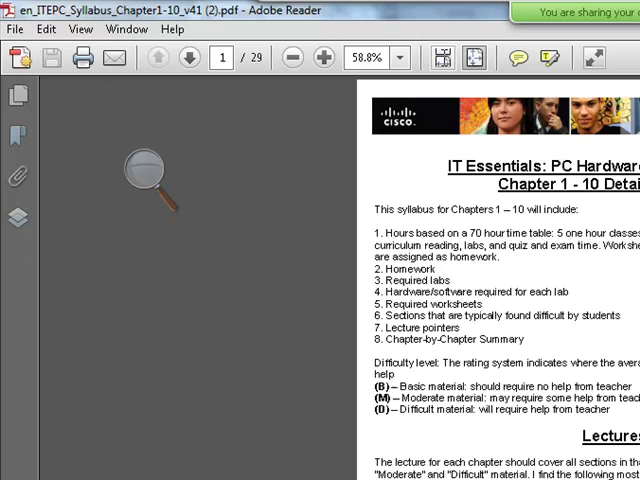 en_ITEPC_Syllabus_Chapter1-10_v41 (2).pdf - Adobe Reader
You are sharing your
File Edit View Window Help
1 / 29 58.8%
CISCO
IT Essentials: PC Hardware
Chapter 1 - 10 Detai
This syllabus for Chapters 1 – 10 will include:
1. Hours based on a 70 hour time table: 5 one hour classes
curriculum reading, labs, and quiz and exam time. Workshe
are assigned as homework.
2. Homework
3. Required labs
4. Hardware/software required for each lab
5. Required worksheets
6. Sections that are typically found difficult by students
7. Lecture pointers
8. Chapter-by-Chapter Summary
Difficulty level: The rating system indicates where the avera
help
(B) – Basic material: should require no help from teacher
(M) – Moderate material: may require some help from teac
(D) – Difficult material: will require help from teacher
Lectures
The lecture for each chapter should cover all sections in tha
"Moderate" and "Difficult" material. I find the following most